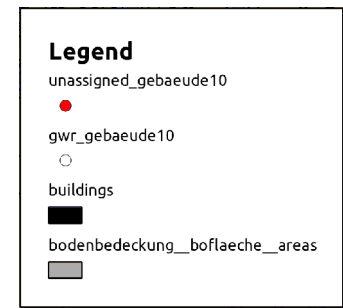 Legend
unassigned_gebaeude10
gwr_gebaeude10
buildings
bodenbedeckung__boflaeche__areas